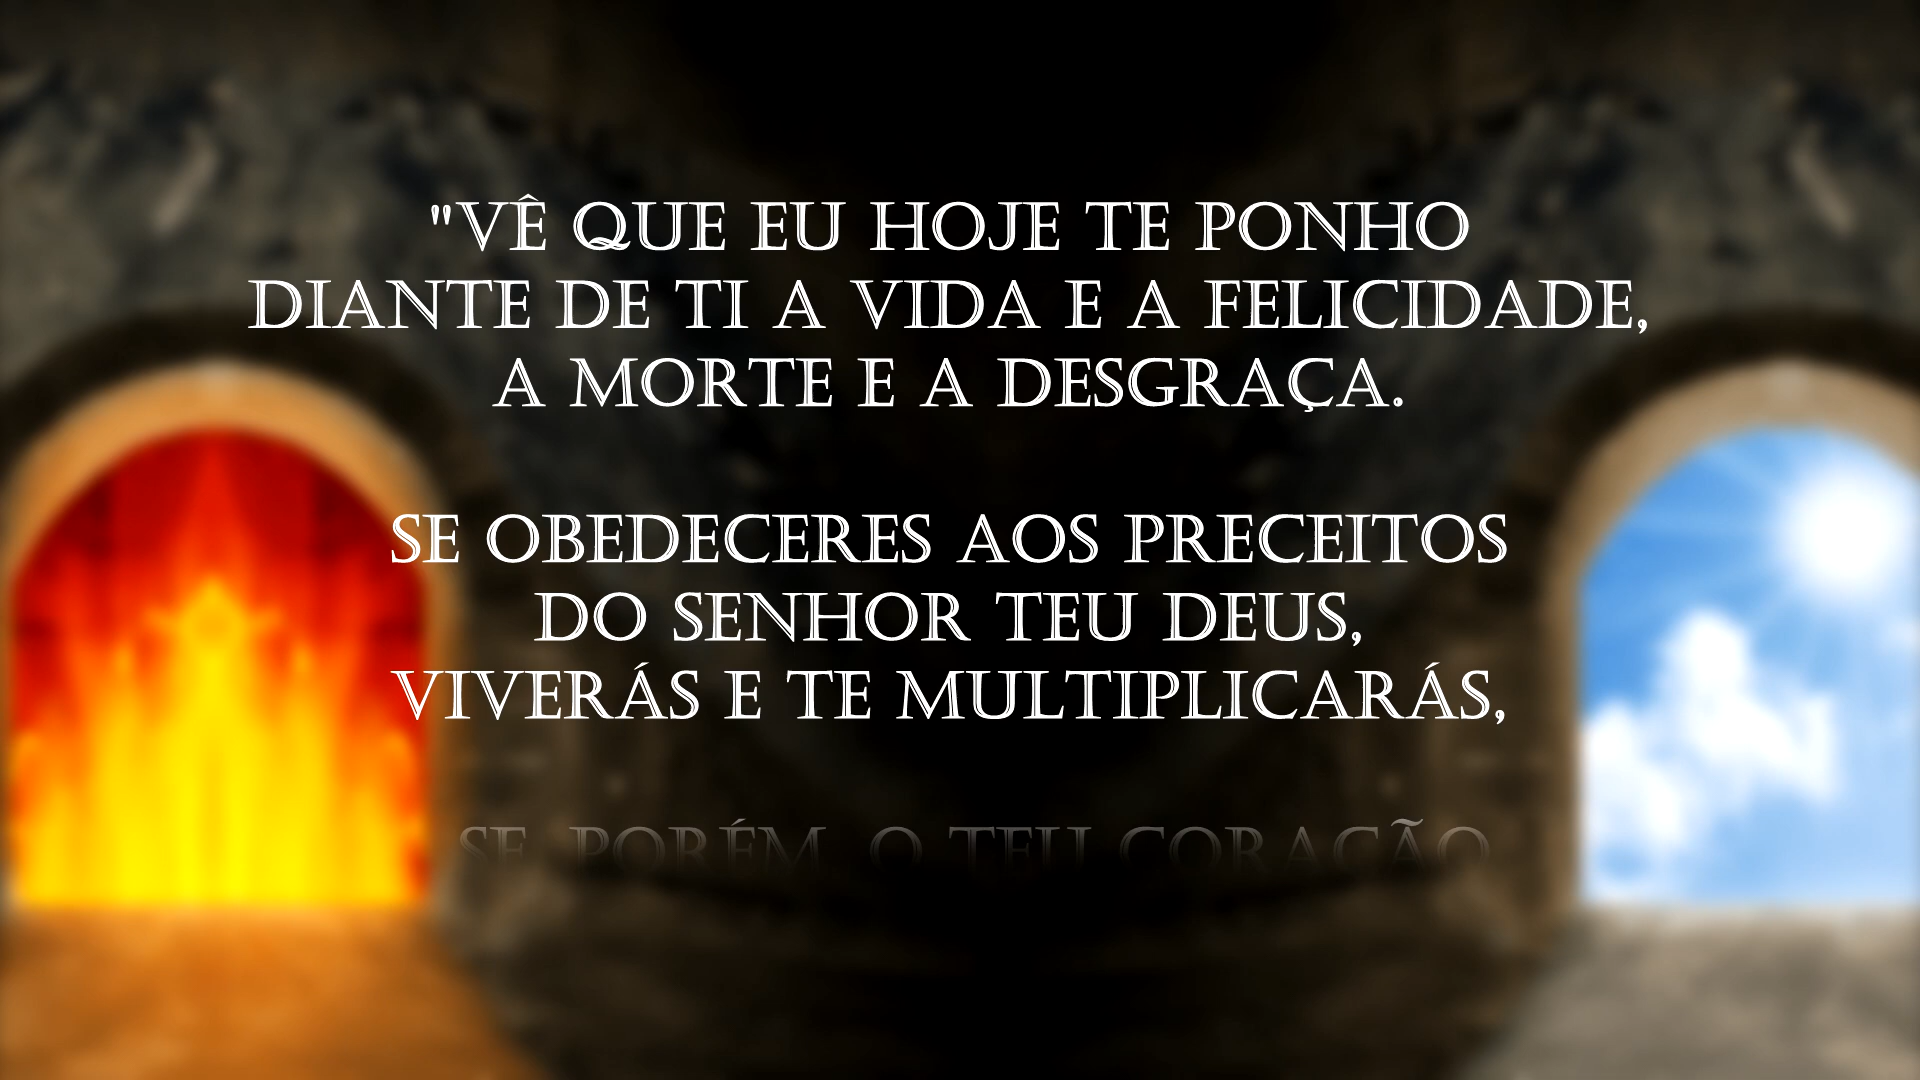 "VÊ QUE EU HOJE TE PONHO
DIANTE DE TI A VIDA E A FELICIDADE,
A MORTE E A DESGRAÇA.
SE OBEDECERES AOS PRECEITOS
DO SENHOR TEU DEUS,
VIVERÁS E TE MULTIPLICARÁS,
SE, PORÉM, O TEU CORAÇÃO